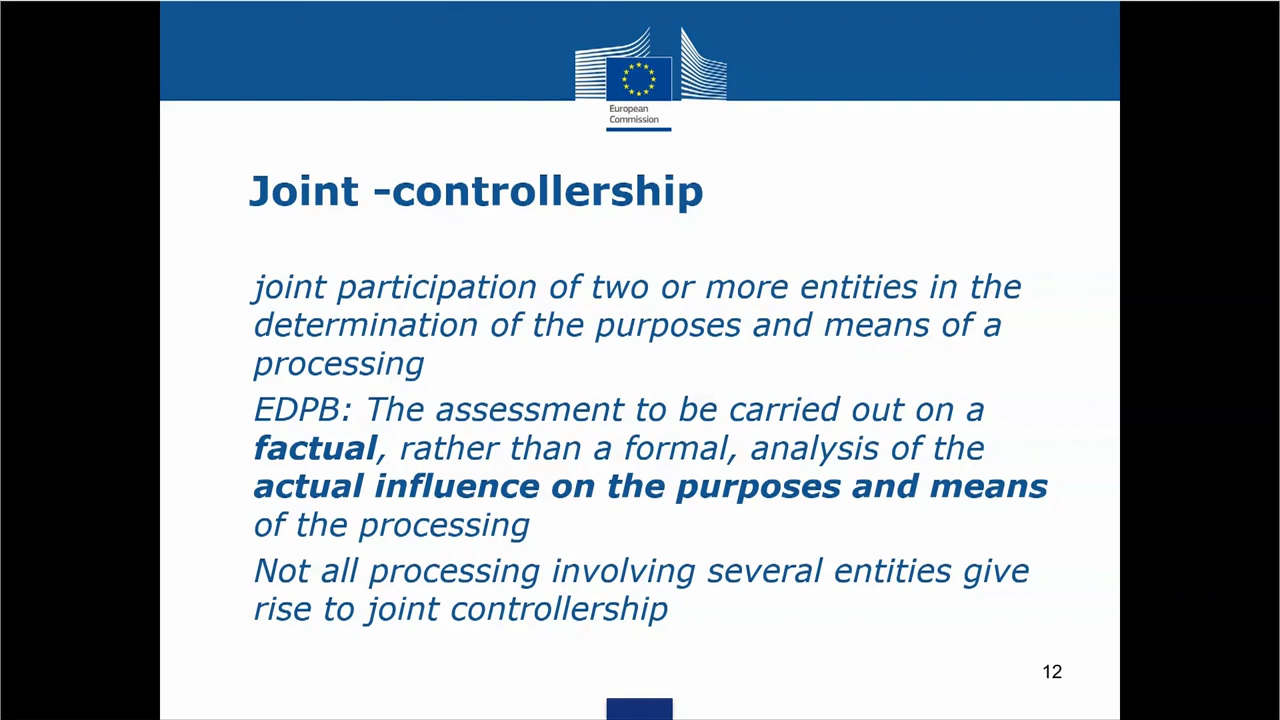 European
Commission
Joint -controllership
joint participation of two or more entities in the
determination of the purposes and means of a
processing
EDPB: The assessment to be carried out on a
factual, rather than a formal, analysis of the
actual influence on the purposes and means
of the processing
Not all processing involving several entities give
rise to joint controllership
12